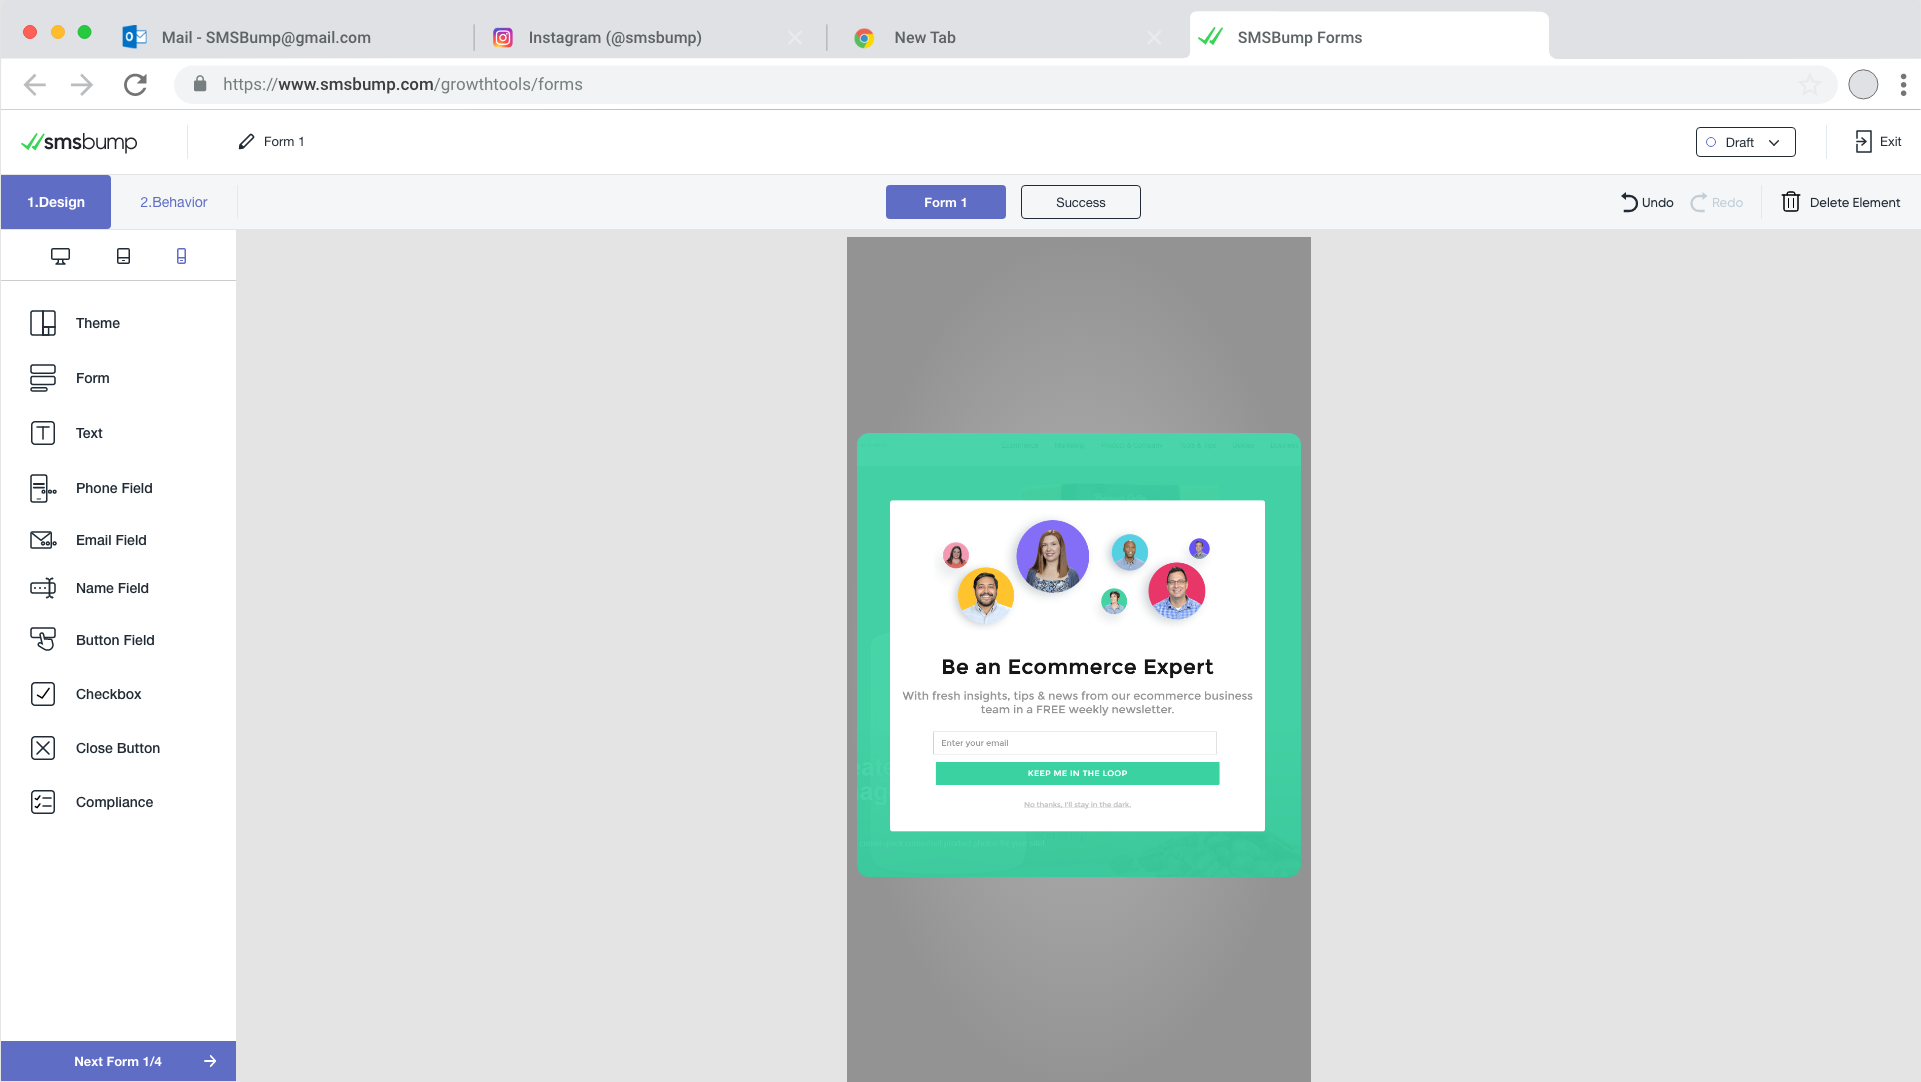 Mail - SMSBump@gmail.com
Instagram (@smsbump)
New Tab
SMSBump Forms
https://www.smsbump.com/growthtools/forms
smsbump
Form 1
Draft
Exit
1.Design
2.Behavior
Form 1
Success
Undo
Redo
Delete Element
Theme
Form
Text
Phone Field
Email Field
Name Field
Button Field
Checkbox
Close Button
Compliance
Next Form 1/4
Be an Ecommerce Expert
With fresh insights, tips & news from our ecommerce business
team in a FREE weekly newsletter.
Enter your email
KEEP ME IN THE LOOP
No thanks, I'll stay in the dark.